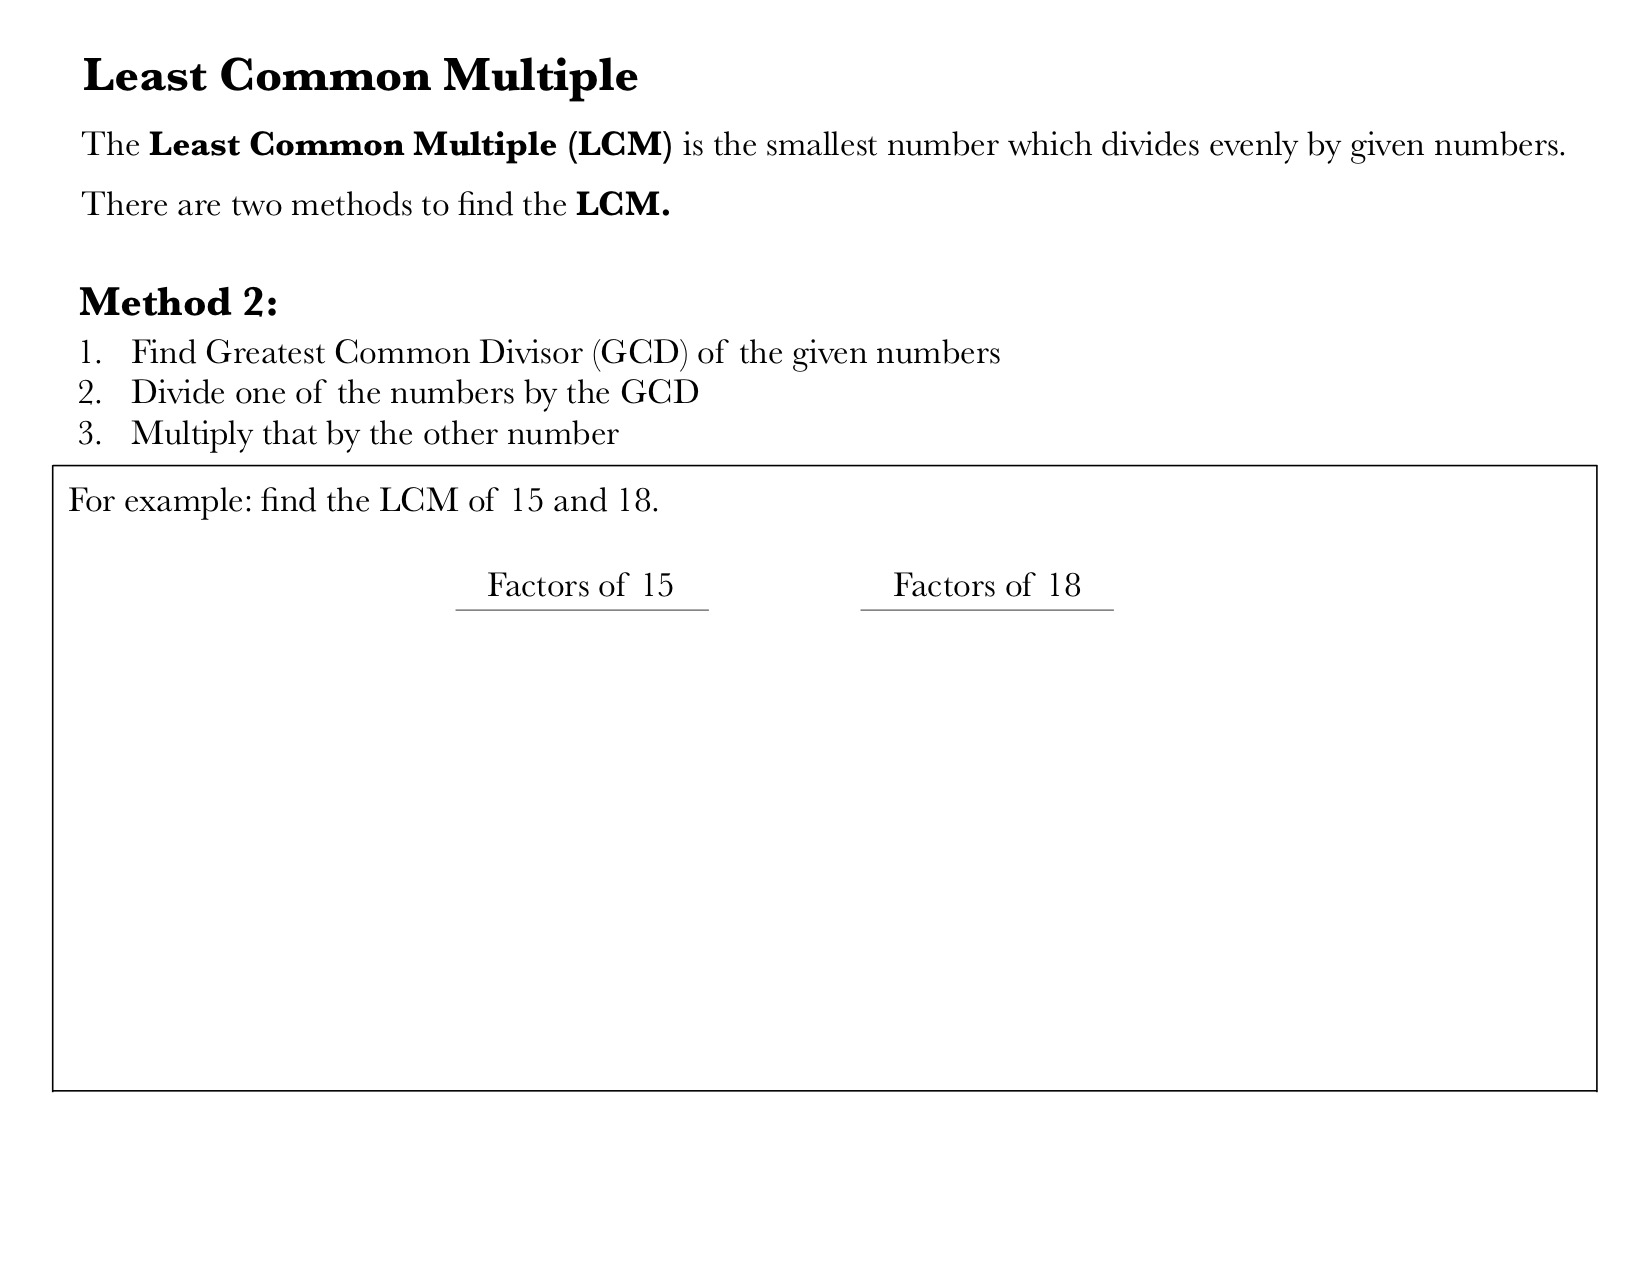 Least Common Multiple
The Least Common Multiple (LCM) is the smallest number which divides evenly by given numbers.
There are two methods to find the LCM.
Method 2:
1. Find Greatest Common Divisor (GCD) of the given numbers
2. Divide one of the numbers by the GCD
3. Multiply that by the other number
For example: find the LCM of 15 and 18.
Factors of 15 Factors of 18